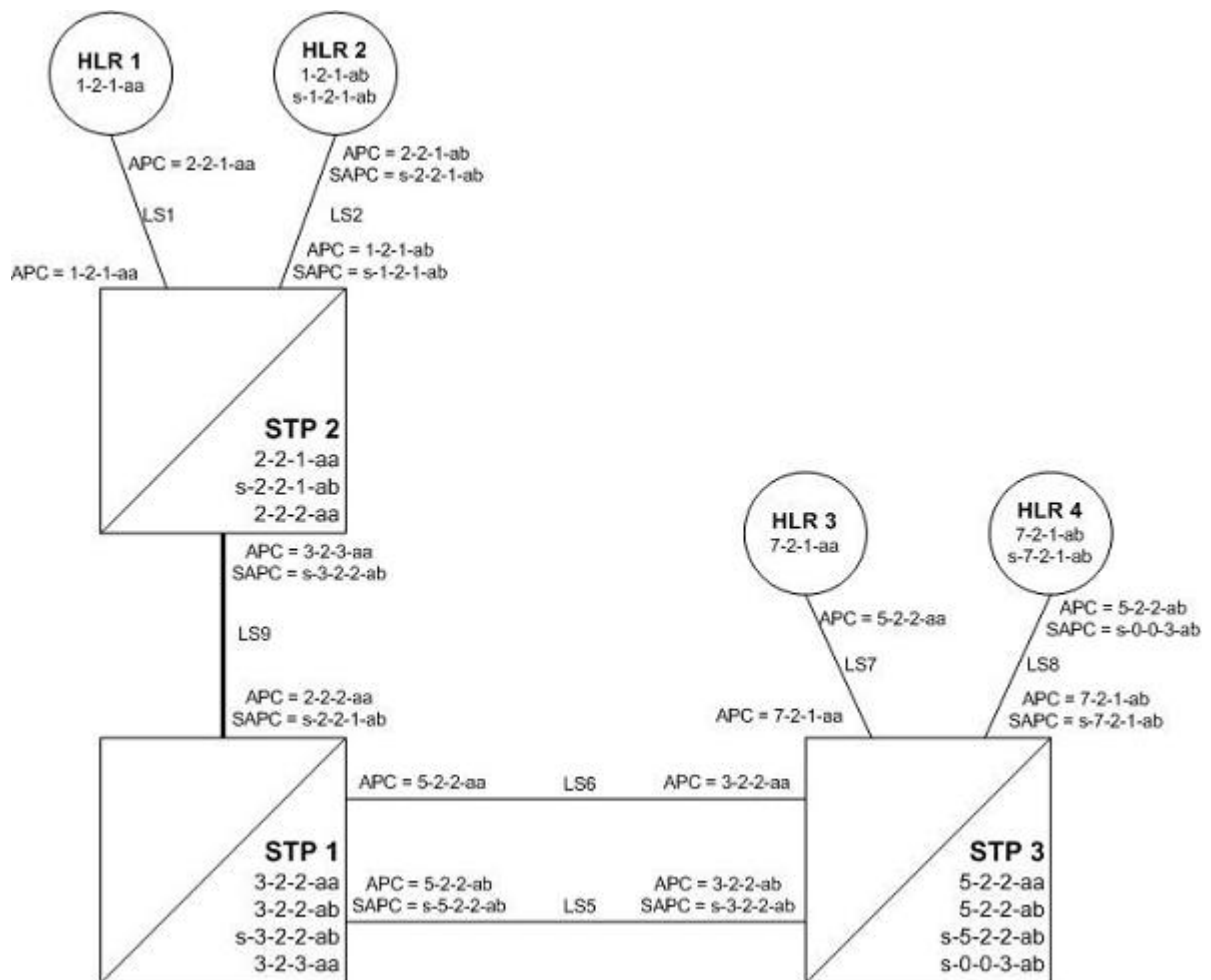 HLR 1
1-2-1-aa
HLR 2
1-2-1-ab
s-1-2-1-ab
APC = 2-2-1-aa
APC = 2-2-1-ab
SAPC = s-2-2-1-ab
LS1
LS2
APC = 1-2-1-aa
APC = 1-2-1-ab
SAPC = s-1-2-1-ab
STP 2
2-2-1-aa
s-2-2-1-ab
2-2-2-aa
APC = 3-2-3-aa
SAPC = s-3-2-2-ab
LS9
APC = 2-2-2-aa
SAPC = s-2-2-1-ab
HLR 3
7-2-1-aa
HLR 4
7-2-1-ab
s-7-2-1-ab
APC = 5-2-2-aa
APC = 5-2-2-ab
SAPC = s-0-0-3-ab
LS7
LS8
APC = 7-2-1-aa
APC = 7-2-1-ab
SAPC = s-7-2-1-ab
APC = 5-2-2-aa
LS6
APC = 3-2-2-aa
STP 1
3-2-2-aa
3-2-2-ab
s-3-2-2-ab
3-2-3-aa
APC = 5-2-2-ab
SAPC = s-5-2-2-ab
LS5
APC = 3-2-2-ab
SAPC = s-3-2-2-ab
STP 3
5-2-2-aa
5-2-2-ab
s-5-2-2-ab
s-0-0-3-ab